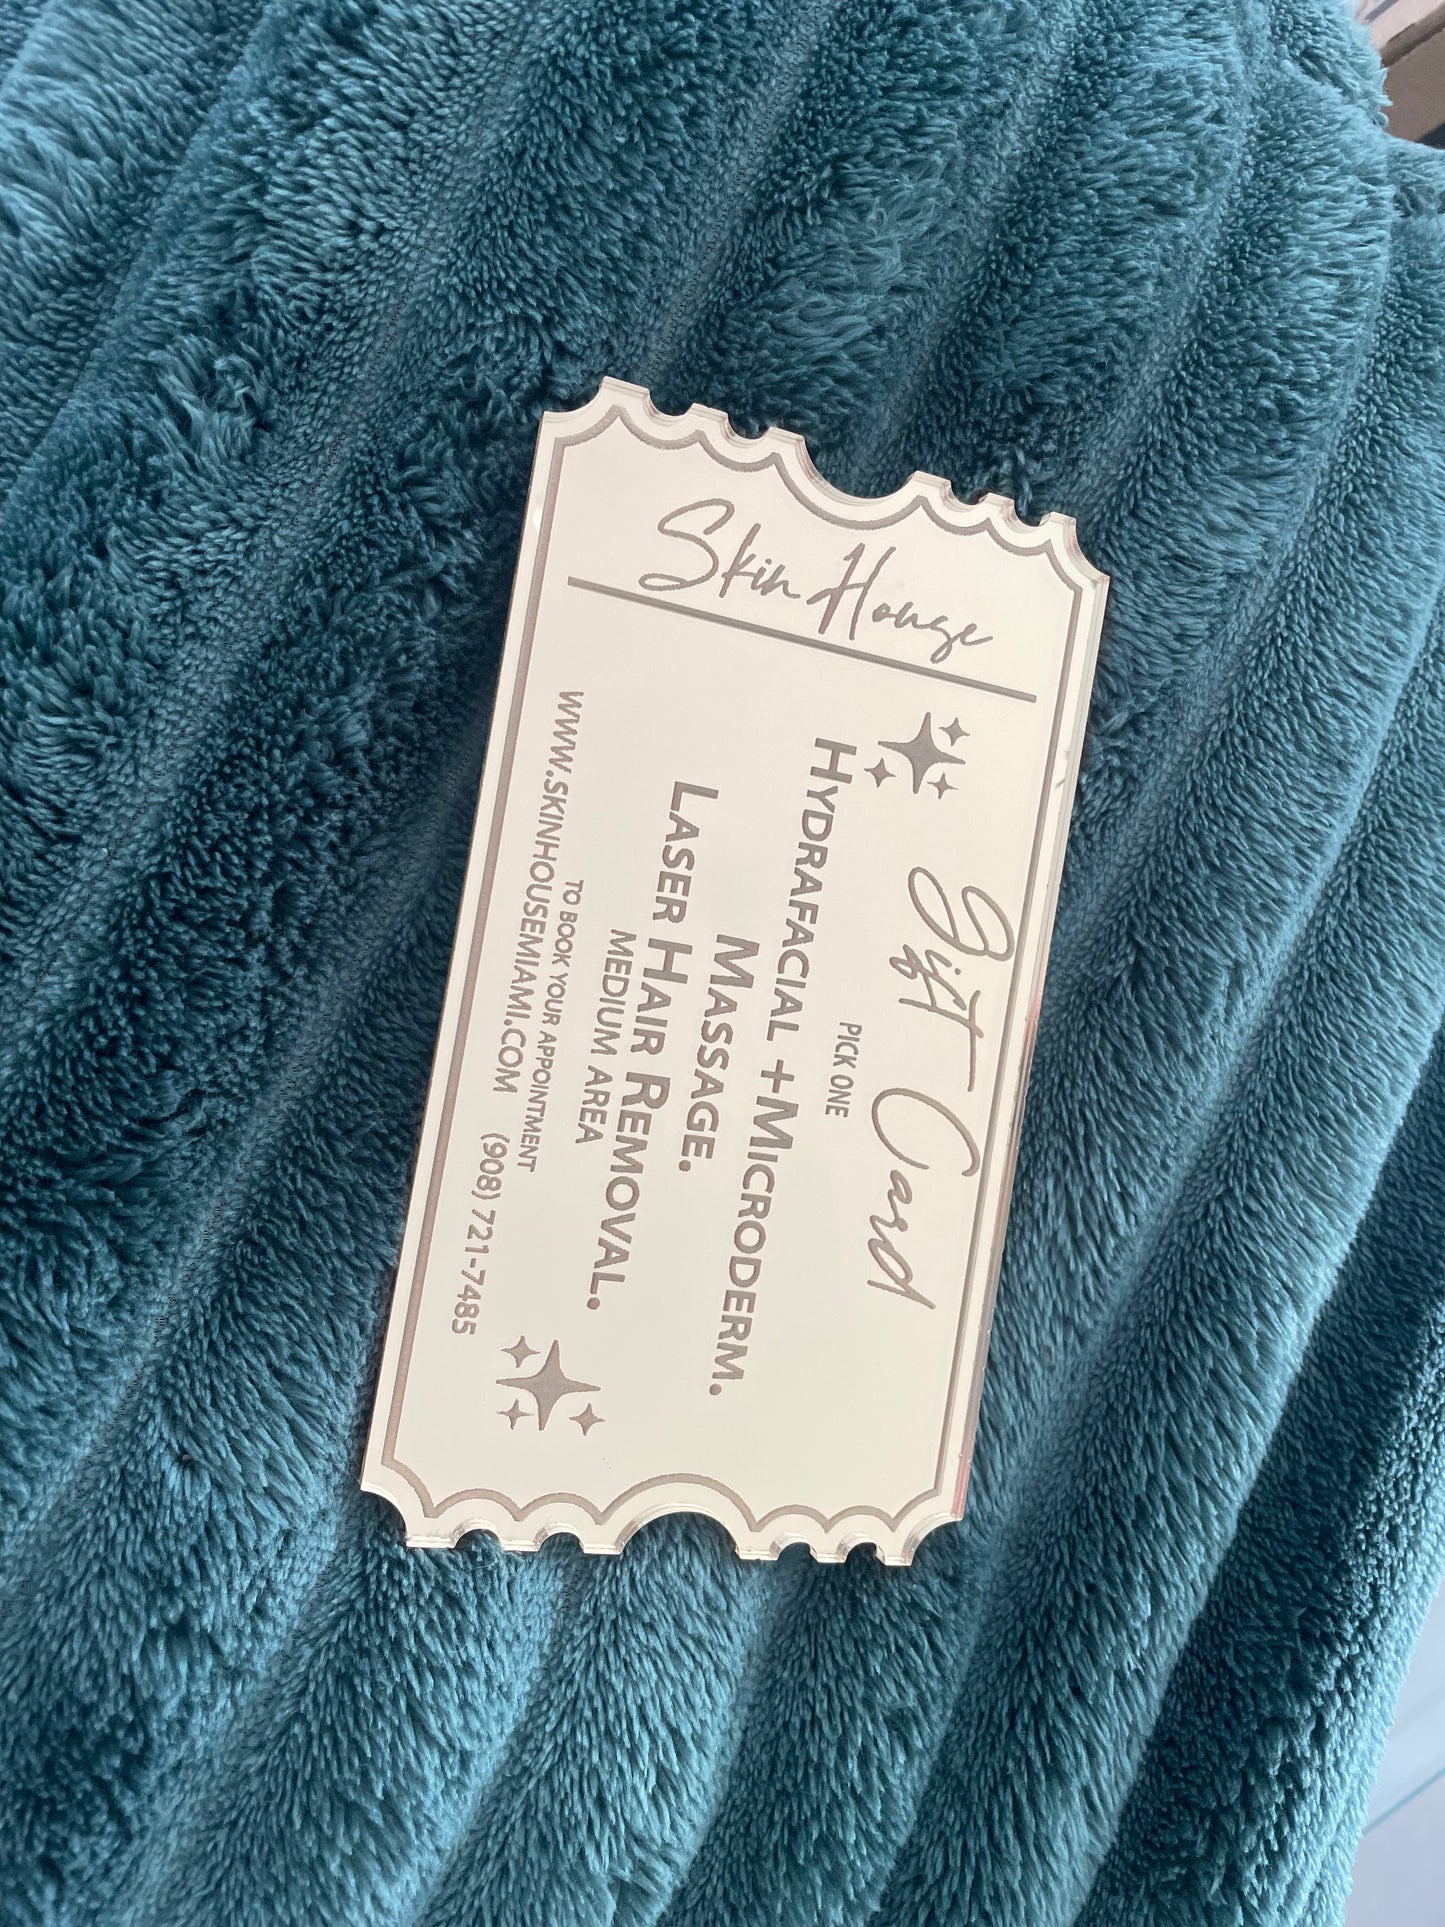 Skin House
Gift Card
PICK ONE
HYDRAFACIAL +MICRODERM.
MASSAGE.
LASER HAIR REMOVAL.
MEDIUM AREA
TO BOOK YOUR APPOINTMENT
WWW.SKINHOUSEMIAMI.COM (908) 721-7485